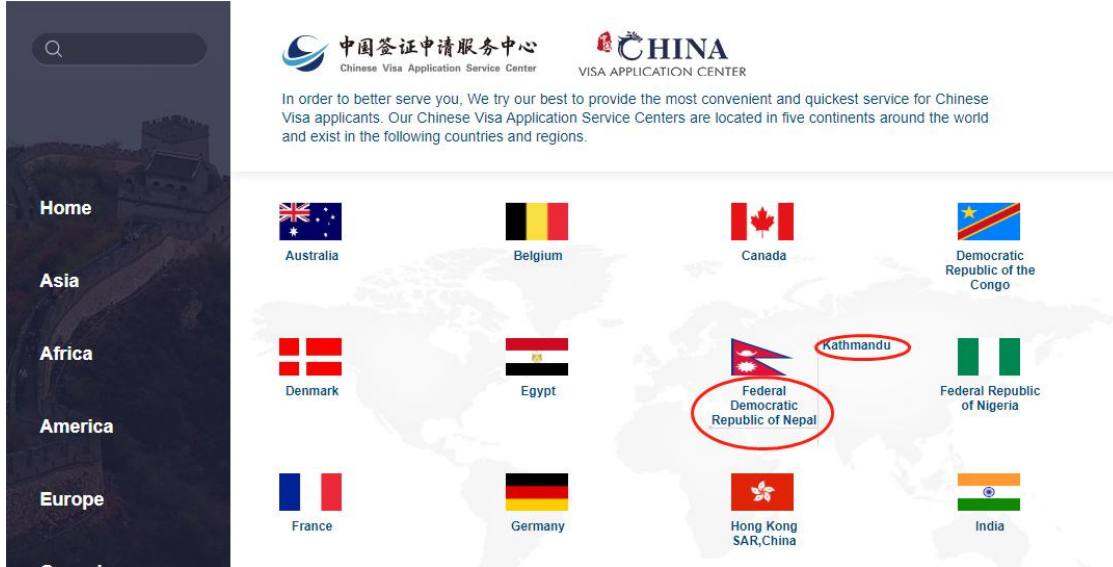 中国签证申请服务中心
Chinese Visa Application Service Center
CHINA
VISA APPLICATION CENTER
In order to better serve you, We try our best to provide the most convenient and quickest service for Chinese
Visa applicants. Our Chinese Visa Application Service Centers are located in five continents around the world
and exist in the following countries and regions.
Home
Asia
Africa
America
Europe
Australia
Belgium
Canada
Democratic
Republic of the
Congo
Denmark
Egypt
Kathmandu
Federal
Democratic
Republic of Nepal
Federal Republic
of Nigeria
France
Germany
Hong Kong
SAR,China
India